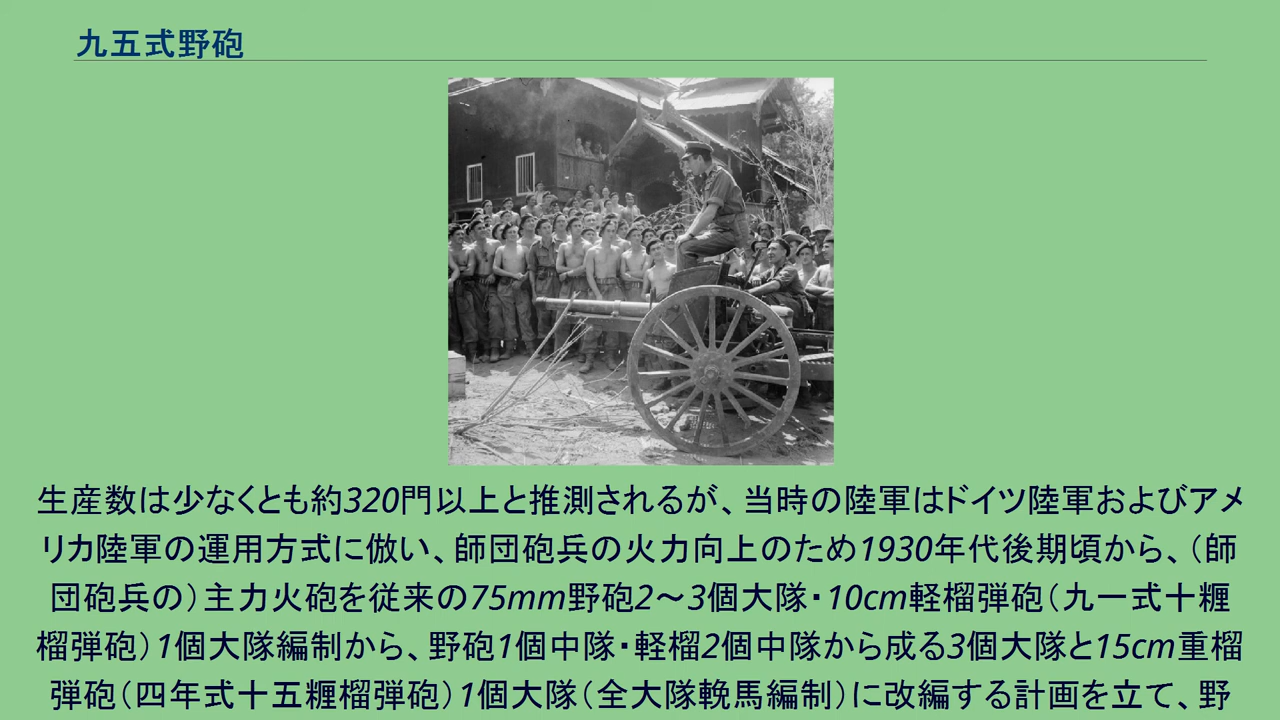 九五式野砲
生産数は少なくとも約320門以上と推測されるが、当時の陸軍はドイツ陸軍およびアメ
リカ陸軍の運用方式に倣い、師団砲兵の火力向上のため1930年代後期頃から、（師
団砲兵の）主力火砲を従来の75mm野砲2～3個大隊・10cm軽榴弾砲（九一式十糎
榴弾砲）1個大隊編制から、野砲1個中隊・軽榴2個中隊から成る3個大隊と15cm重榴
弾砲（四年式十五糎榴弾砲）1個大隊（全大隊輓馬編制）に改編する計画を立て、野